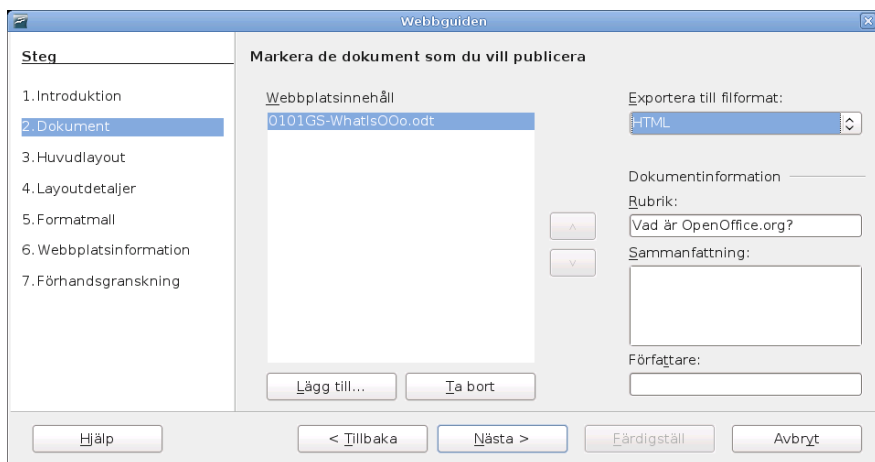 Webbguiden
Steg
1.Introduktion
2.Dokument
3.Huvudlayout
4.Layoutdetaljer
5.Formatmall
6.Webbplatsinformation
7.Förhandsgranskning
Markera de dokument som du vill publicera
Webbplatsinnehåll
0101GS-WhatIsOOo.odt
Lägg till...
Ta bort
Exportera till filformat:
HTML
Dokumentinformation
Rubrik:
Vad är OpenOffice.org?
Sammanfattning:
Författare:
Hjälp
< Tillbaka
Nästa >
Färdigställ
Avbryt